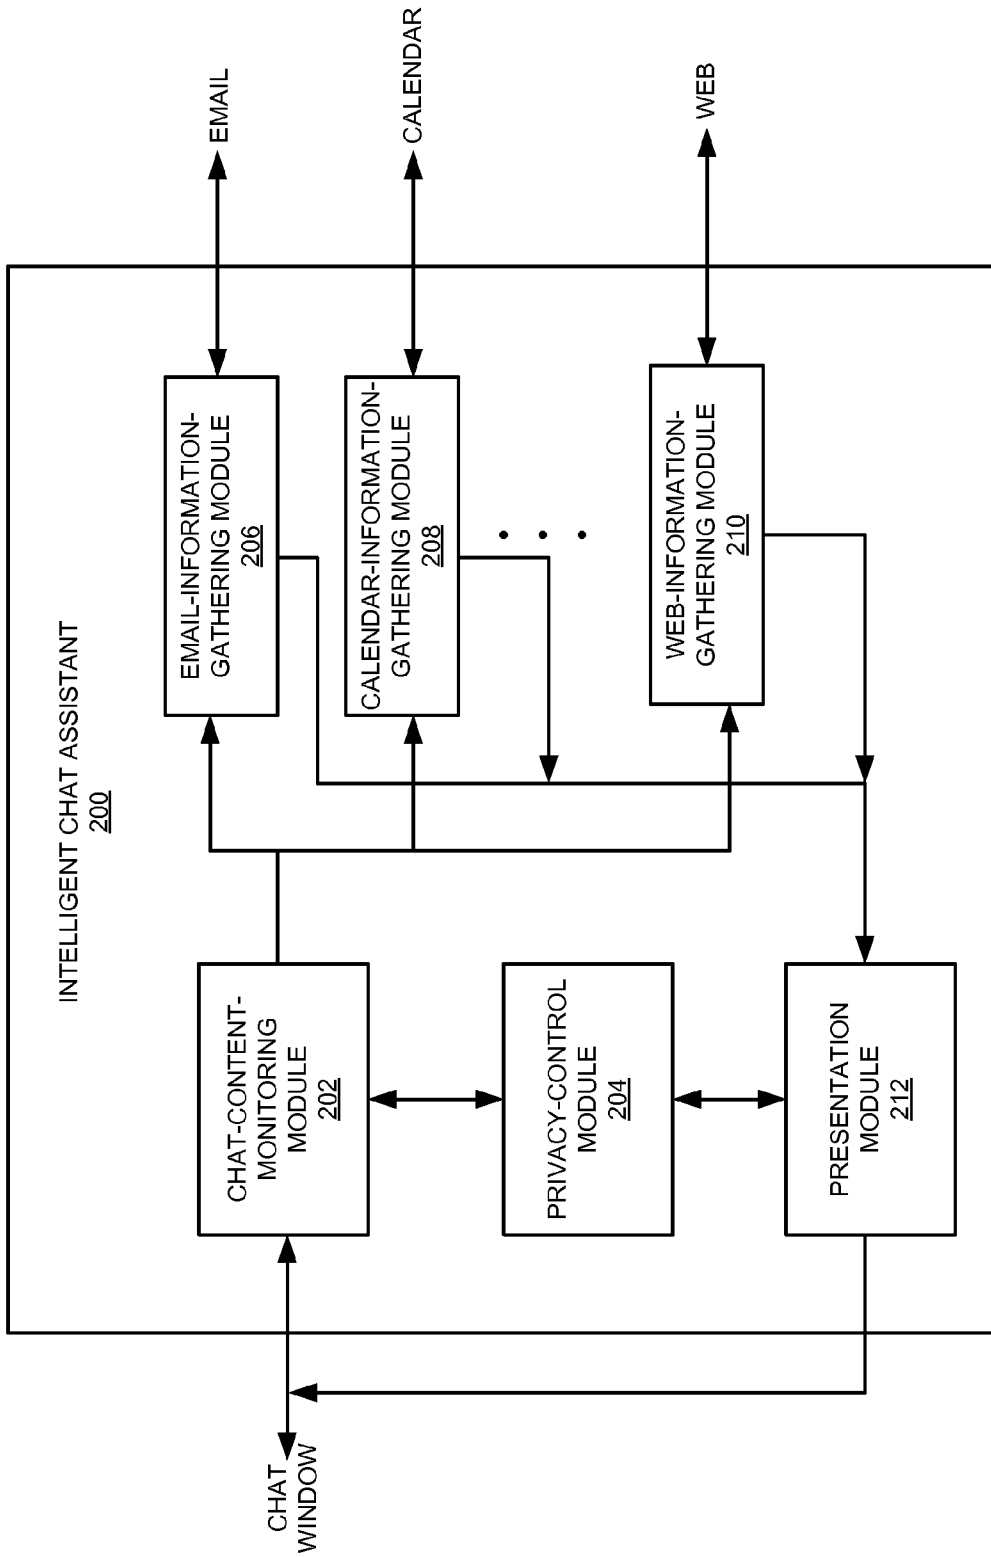 INTELLIGENT CHAT ASSISTANT
200
CHAT
WINDOW
CHAT-CONTENT-
MONITORING
MODULE
202
PRIVACY-CONTROL
MODULE
204
PRESENTATION
MODULE
212
EMAIL-INFORMATION-
GATHERING MODULE
206
CALENDAR-INFORMATION-
GATHERING MODULE
208
WEB-INFORMATION-
GATHERING MODULE
210
EMAIL
CALENDAR
WEB